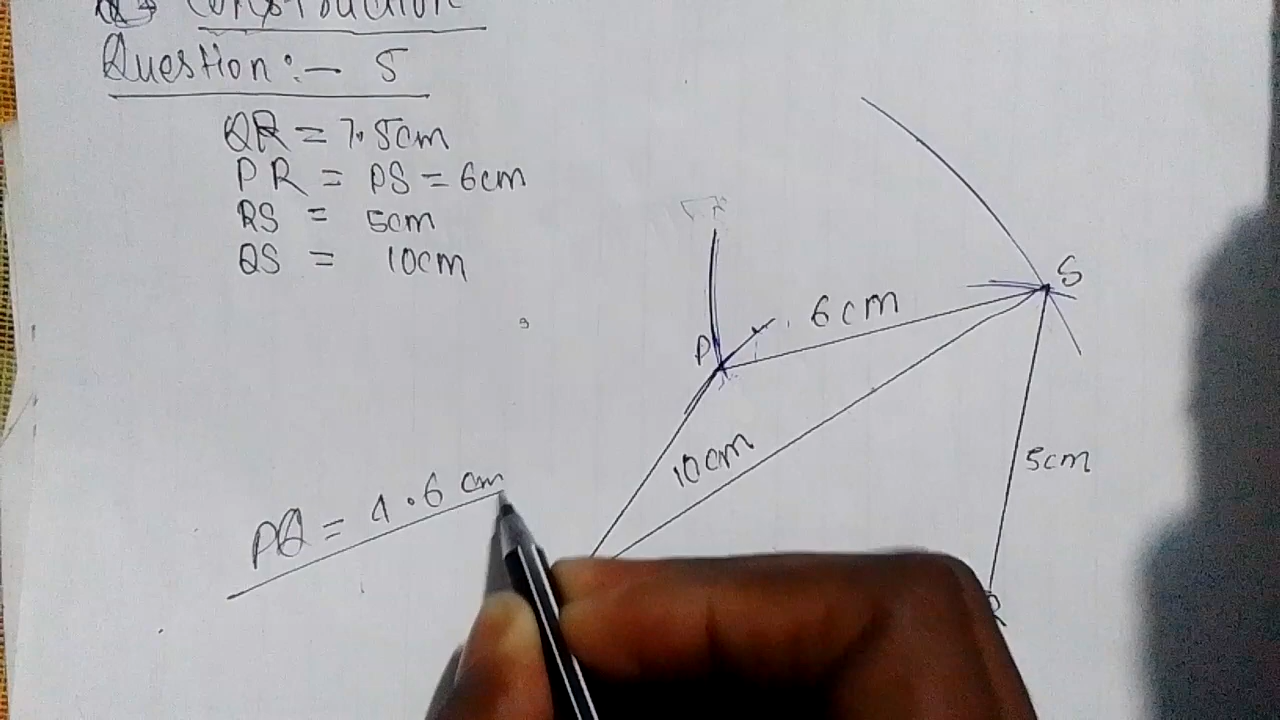 Construction
Question :- 5
QR = 7.5cm
PR = PS = 6cm
RS = 5cm
QS = 10cm
S
6cm
P
10cm
5cm
PQ = 4.6 cm
R